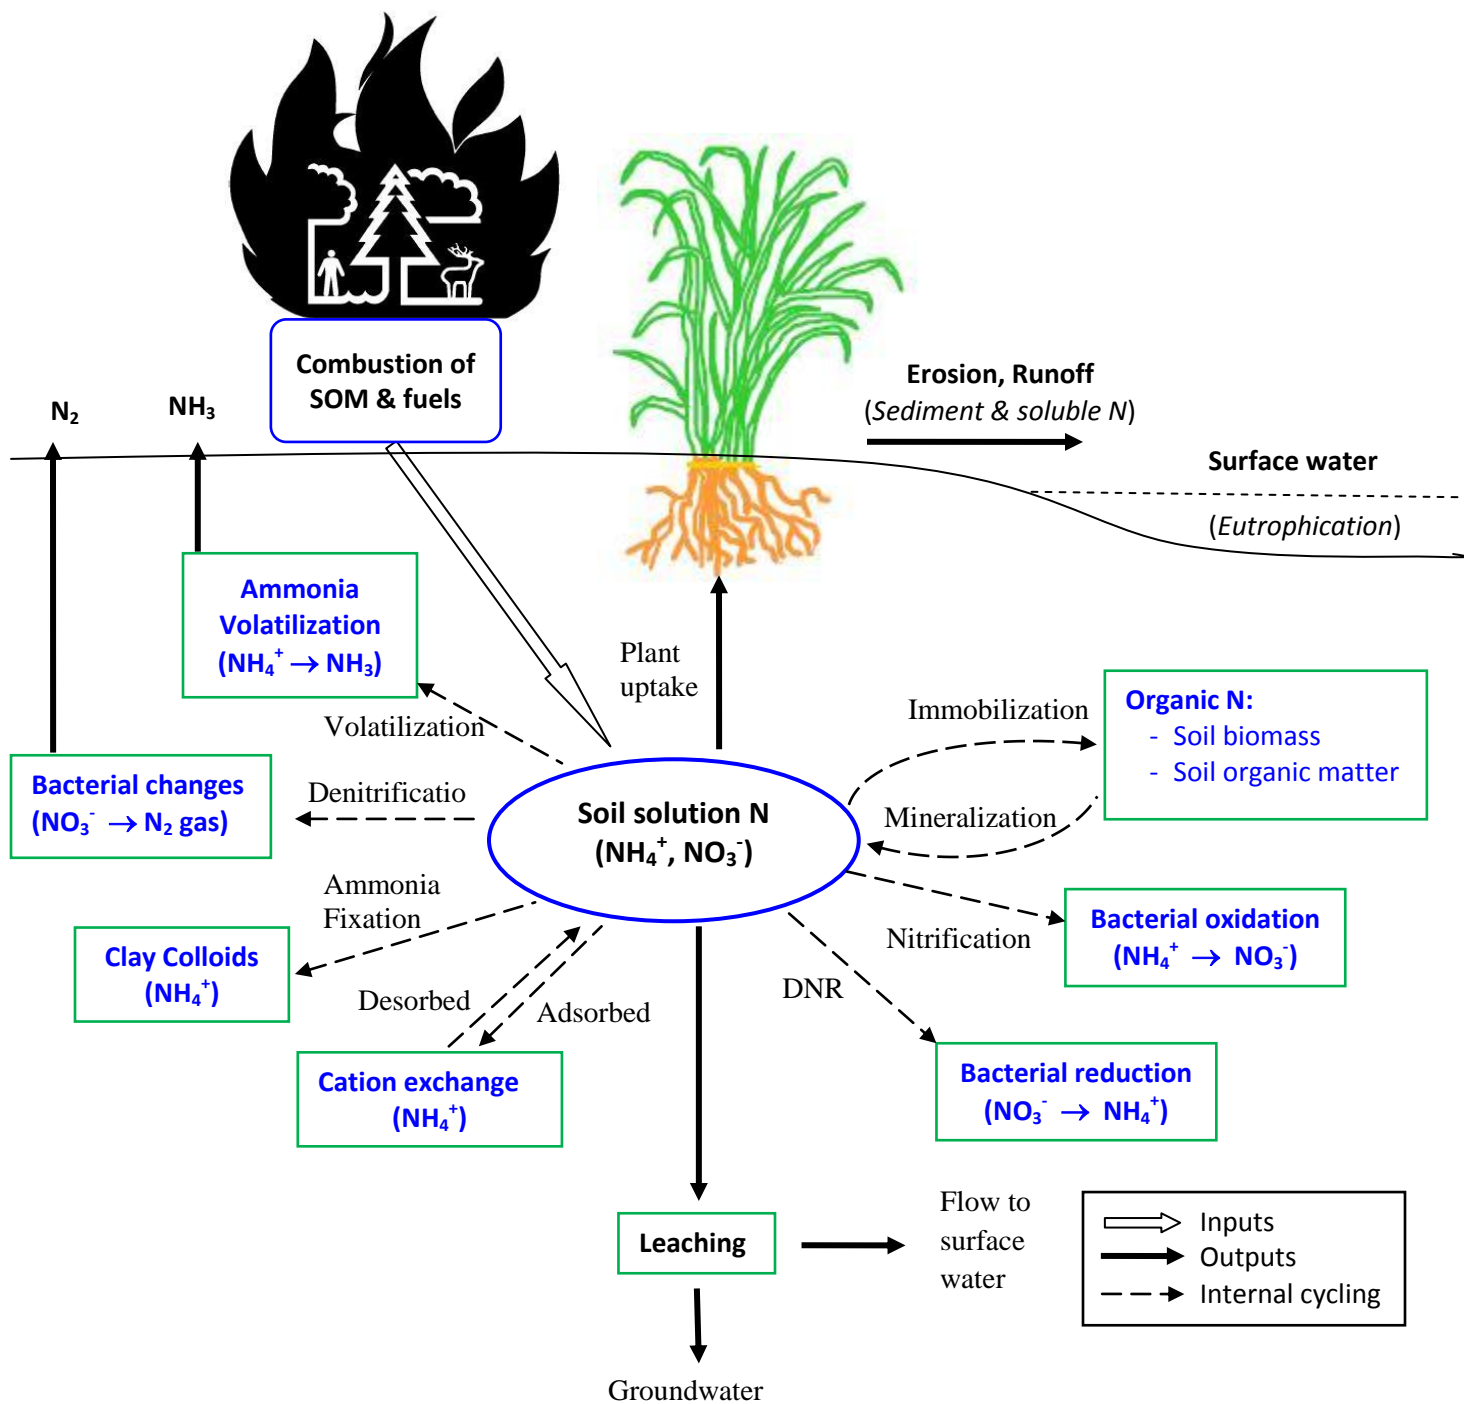 Combustion of
SOM & fuels
N₂
NH₃
Erosion, Runoff
(Sediment & soluble N)
Surface water
(Eutrophication)
Ammonia
Volatilization
(NH₄⁺ → NH₃)
Plant
uptake
Volatilization
Immobilization
Organic N:
- Soil biomass
- Soil organic matter
Bacterial changes
(NO₃⁻ → N₂ gas)
Denitrificatio
Soil solution N
(NH₄⁺, NO₃⁻)
Mineralization
Ammonia
Fixation
Clay Colloids
(NH₄⁺)
Nitrification
Bacterial oxidation
(NH₄⁺ → NO₃⁻)
Desorbed
Adsorbed
DNR
Cation exchange
(NH₄⁺)
Bacterial reduction
(NO₃⁻ → NH₄⁺)
Leaching
Flow to
surface
water
Inputs
Outputs
Internal cycling
Groundwater